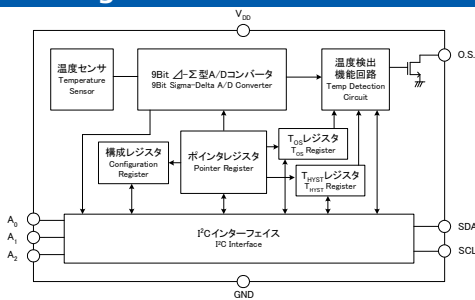 V_DD
O.S.
温度センサ
Temperature
Sensor
9Bit ⊿-Σ型A/Dコンバータ
9Bit Sigma-Delta A/D Converter
温度検出
機能回路
Temp Detection
Circuit
構成レジスタ
Configuration
Register
ポインタレジスタ
Pointer Register
T_OSレジスタ
T_OS Register
T_HYSTレジスタ
T_HYST Register
A_0
A_1
A_2
I²Cインターフェイス
I²C Interface
SDA
SCL
GND